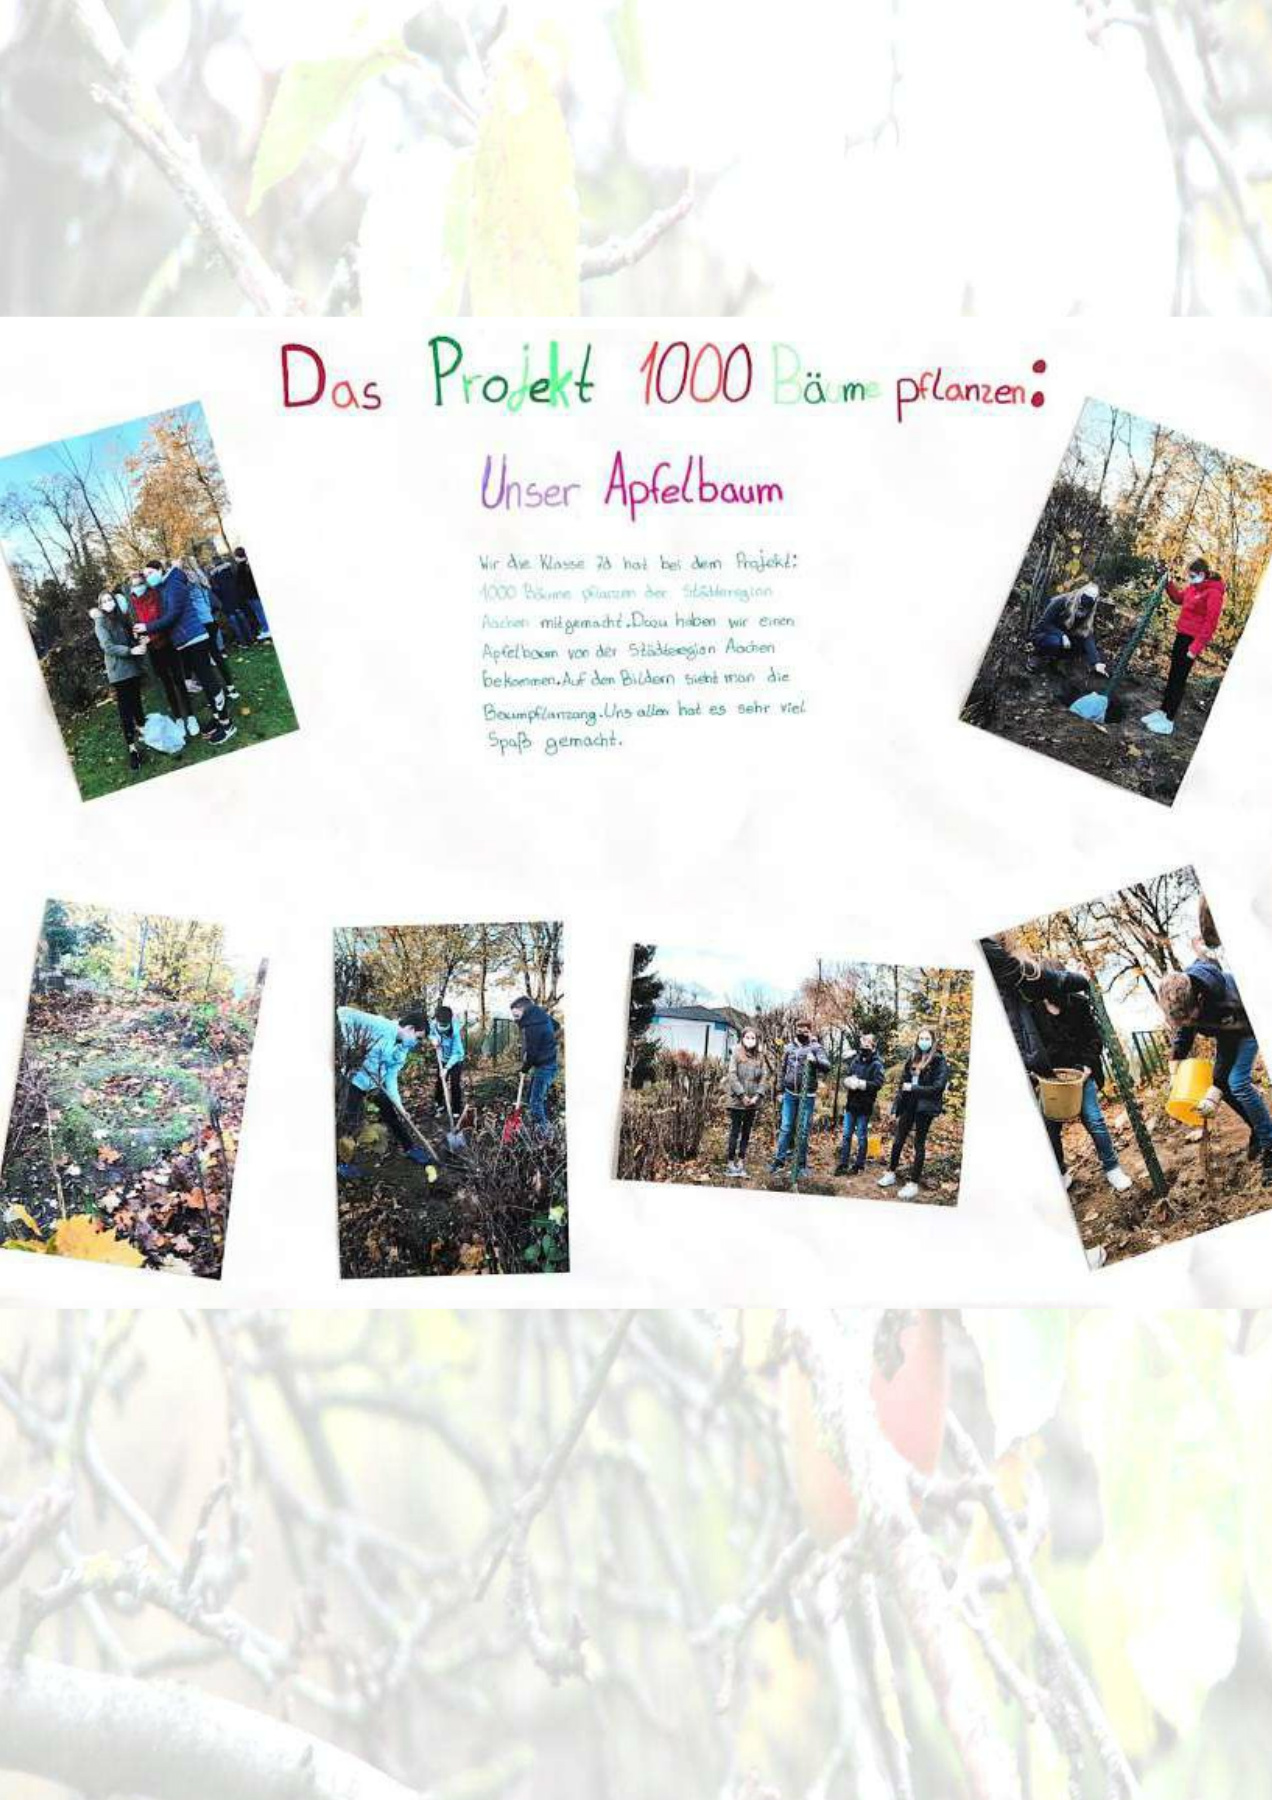 Das Projekt 1000 Bäume pflanzen:
Unser Apfelbaum
Wir die Klasse 7d hat bei dem Projekt:
1000 Bäume pflanzen der Städteregion
Aachen mitgemacht. Dazu haben wir einen
Apfelbaum von der Städteregion Aachen
bekommen. Auf den Bildern sieht man die
Baumpflanzung. Uns allen hat es sehr viel
Spaß gemacht.